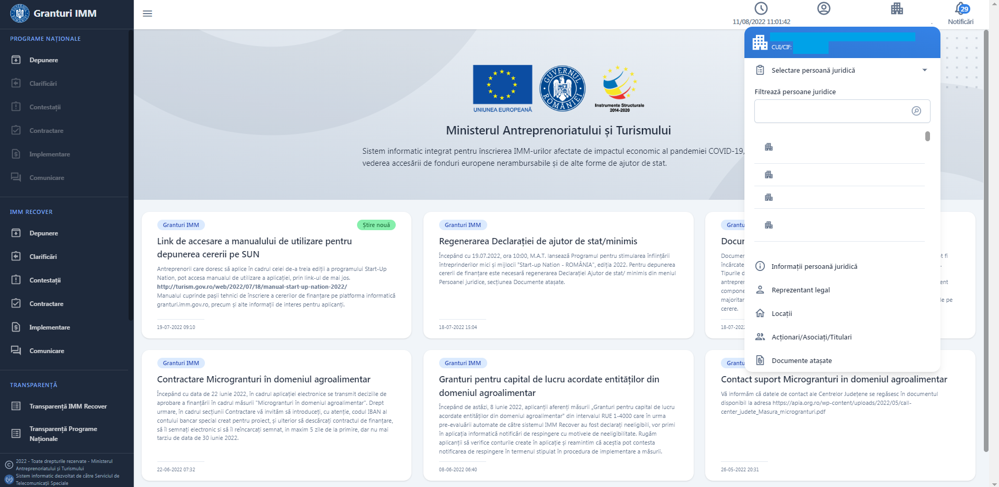 Granturi IMM
11/08/2022 11:01:42
.
29
Notificări
PROGRAME NAȚIONALE
Depunere
Clarificări
Contestații
Contractare
Implementare
Comunicare
IMM RECOVER
Depunere
Clarificări
Contestații
Contractare
Implementare
Comunicare
TRANSPARENȚĂ
Transparență IMM Recover
Transparență Programe
Naționale
2022 - Toate drepturile rezervate - Ministerul
Antreprenoriatului și Turismului
Sistem informatic dezvoltat de către Serviciul de
Telecomunicații Speciale
UNIUNEA EUROPEANĂ
GUVERNUL ROMÂNIEI
Instrumente Structurale
2014-2020
Ministerul Antreprenoriatului și Turismului
Sistem informatic integrat pentru înscrierea IMM-urilor afectate de impactul economic al pandemiei COVID-19,
vederea accesării de fonduri europene nerambursabile și de alte forme de ajutor de stat.
Granturi IMM
Știre nouă
Link de accesare a manualului de utilizare pentru
depunerea cererii pe SUN
Antreprenorii care doresc să aplice în cadrul celei de-a treia ediții a programului Start-Up
Nation, pot accesa manualul de utilizare a aplicației, prin link-ul de mai jos.
http://turism.gov.ro/web/2022/07/18/manual-start-up-nation-2022/
Manualul cuprinde pașii tehnici de înscriere a cererilor de finanțare pe platforma informatică
granturi.imm.gov.ro, precum și alte informații de interes pentru aplicanți.
19-07-2022 09:10
Granturi IMM
Regenerarea Declarației de ajutor de stat/minimis
Începând cu 19.07.2022, ora 10:00, M.A.T. lansează Programul pentru stimularea înființării
întreprinderilor mici și mijlocii "Start-up Nation - ROMÂNIA", ediția 2022. Pentru depunerea
cererii de finanțare este necesară regenerarea Declarației Ajutor de stat/ minimis din meniul
Persoanei juridice, secțiunea Documente atașate.
18-07-2022 15:04
Grantu
Docur
Documen t fi
încărcate
Tipurile d
antreprer ent
compone
majoritar le pe
cerere.
18-07-202
Granturi IMM
Contractare Microgranturi în domeniul agroalimentar
Începând cu data de 22 iunie 2022, în cadrul aplicației electronice se transmit deciziile de
aprobare a finanțării în cadrul măsurii "Microgranturi în domeniul agroalimentar". Drept
urmare, în cadrul secțiunii Contractare vă invităm să introduceți, cu atenție, codul IBAN al
contului bancar special creat pentru proiect, și ulterior să descărcați contractul de finanțare,
să îl semnați electronic si să îl reîncarcați semnat, in maxim 5 zile de la primire, dar nu mai
tarziu de data de 30 iunie 2022.
22-06-2022 07:32
Granturi IMM
Granturi pentru capital de lucru acordate entităților din
domeniul agroalimentar
Începând de astăzi, 8 iunie 2022, aplicanții aferenți măsurii „Granturi pentru capital de lucru
acordate entităților din domeniul agroalimentar” din intervalul RUE 1-4000 care în urma
pre-evaluării automate de către sistemul IMM Recover au fost declarați neeligibili, vor primi
în aplicația informatică notificări de respingere cu motivele de neeligibilitate. Rugăm
aplicanții să verifice conturile create în aplicație și reamintim că aceștia pot contesta
notificarea de respingere în termenul stipulat în procedura de implementare a măsurii.
08-06-2022 06:40
Grantu
Contact suport Microgranturi in domeniul agroalimentar
Vă informăm că datele de contact ale Centrelor Județene se regăsesc în documentul
disponibil la adresa https://apia.org.ro/wp-content/uploads/2022/05/call-
center_judete_Masura_microgranturi.pdf
26-05-2022 20:31
CUI/CIF:
Selectare persoană juridică
Filtrează persoane juridice
Informații persoană juridică
Reprezentant legal
Locații
Acționari/Asociați/Titulari
Documente atașate